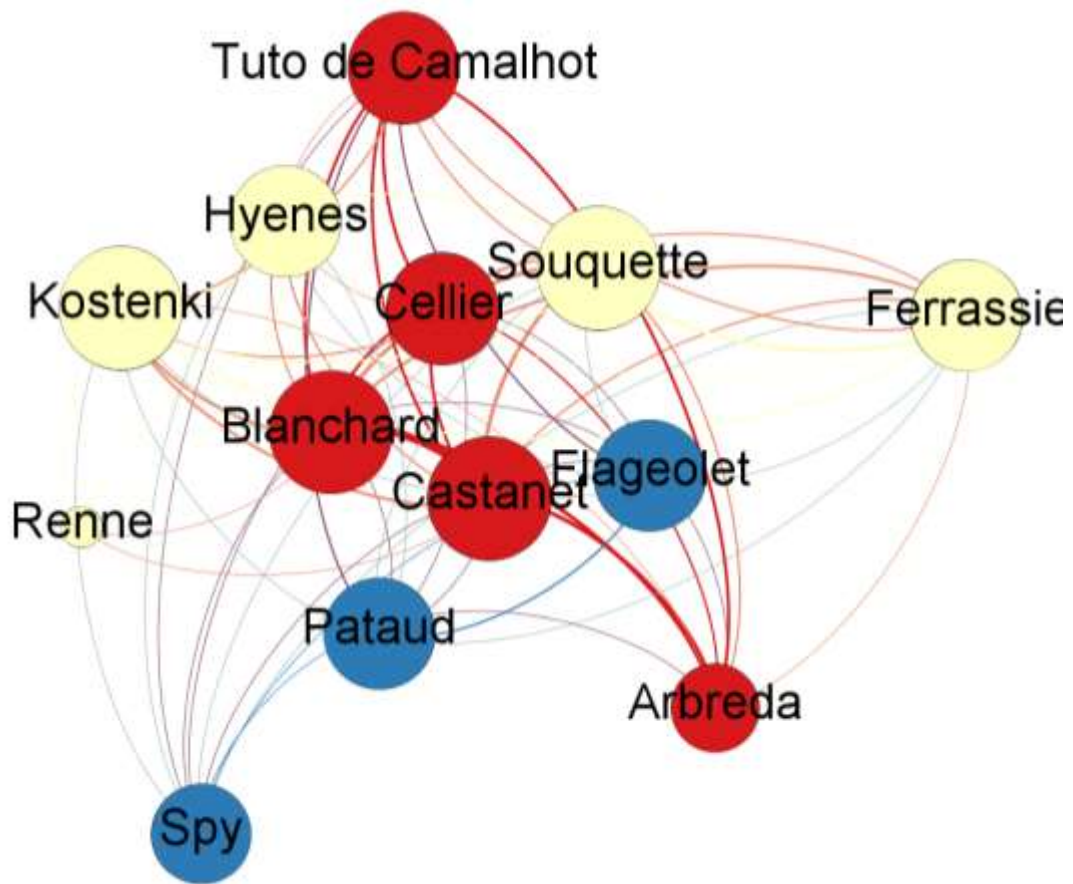 Tuto de Camalhot
Hyenes
Souquette
Kostenki
Cellier
Ferrassie
Blanchard
Flageolet
Castanet
Renne
Pataud
Arbreda
Spy